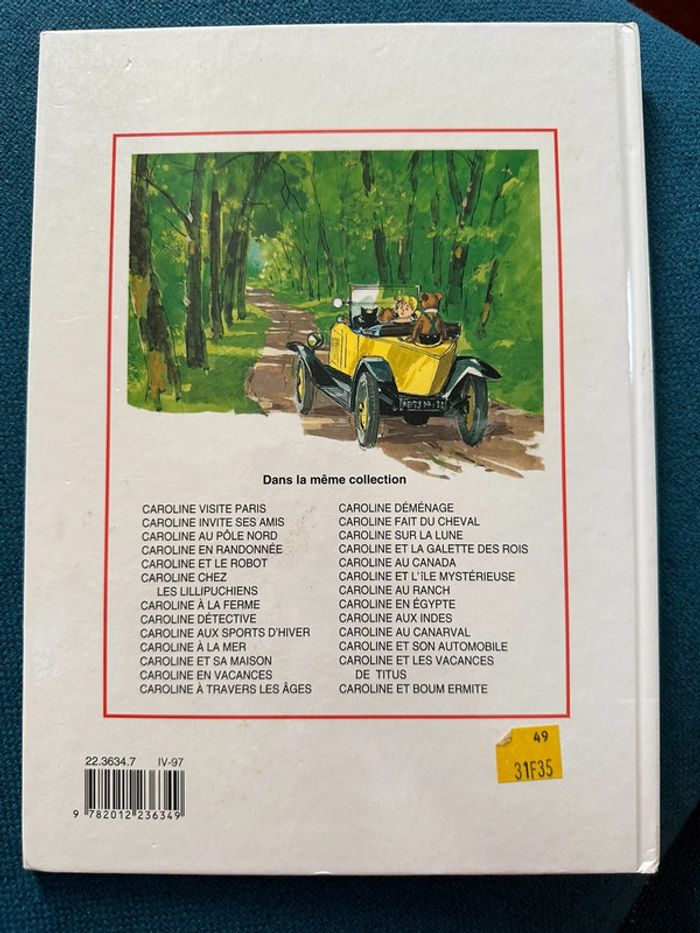 Dans la même collection
CAROLINE VISITE PARIS
CAROLINE INVITE SES AMIS
CAROLINE AU PÔLE NORD
CAROLINE EN RANDONNÉE
CAROLINE ET LE ROBOT
CAROLINE CHEZ
LES LILLIPUCHIENS
CAROLINE À LA FERME
CAROLINE DÉTECTIVE
CAROLINE AUX SPORTS D'HIVER
CAROLINE À LA MER
CAROLINE ET SA MAISON
CAROLINE EN VACANCES
CAROLINE À TRAVERS LES ÂGES
CAROLINE DÉMÉNAGE
CAROLINE FAIT DU CHEVAL
CAROLINE SUR LA LUNE
CAROLINE ET LA GALETTE DES ROIS
CAROLINE AU CANADA
CAROLINE ET L'ÎLE MYSTÉRIEUSE
CAROLINE AU RANCH
CAROLINE EN ÉGYPTE
CAROLINE AUX INDES
CAROLINE AU CANARVAL
CAROLINE ET SON AUTOMOBILE
CAROLINE ET LES VACANCES
DE TITUS
CAROLINE ET BOUM ERMITE
22.3634.7 IV-97
9 782012 236349
49
31F35